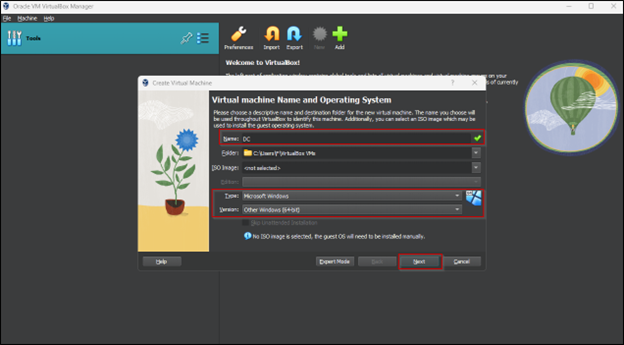 Oracle VM VirtualBox Manager
File Machine Help
Tools
Preferences Import Export New Add
Welcome to VirtualBox!
Create Virtual Machine
Virtual machine Name and Operating System
Please choose a descriptive name and destination folder for the new virtual machine. The name you choose will
be used throughout VirtualBox to identify this machine. Additionally, you can select an ISO image which may
be used to install the guest operating system.
Name: DC
Folder:
VirtualBox VMs
ISO Image: <not selected>
Edition:
Type: Microsoft Windows
Version: Other Windows (64-bit)
Skip Unattended Installation
No ISO image is selected, the guest OS will need to be installed manually.
Help Expert Mode Back Next Cancel